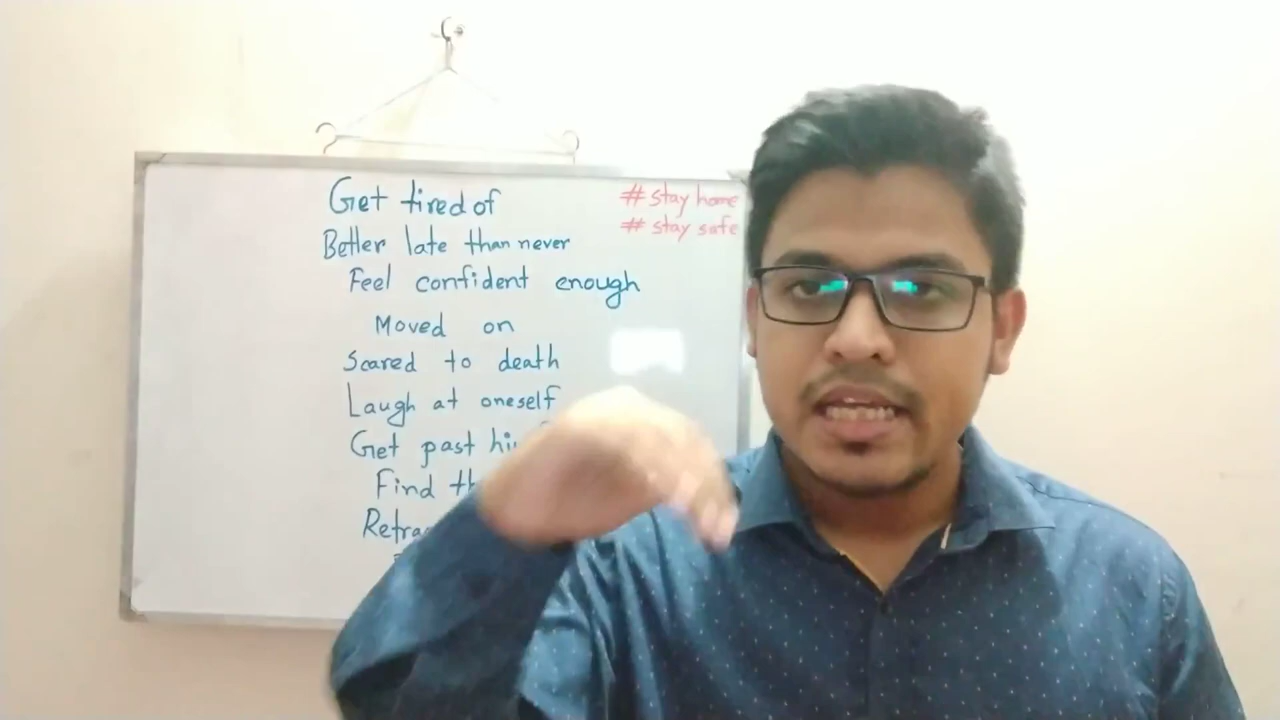 Get tired of
# stay home
# stay safe
Better late than never
Feel confident enough
Moved on
Scared to death
Laugh at oneself
Get past
Find